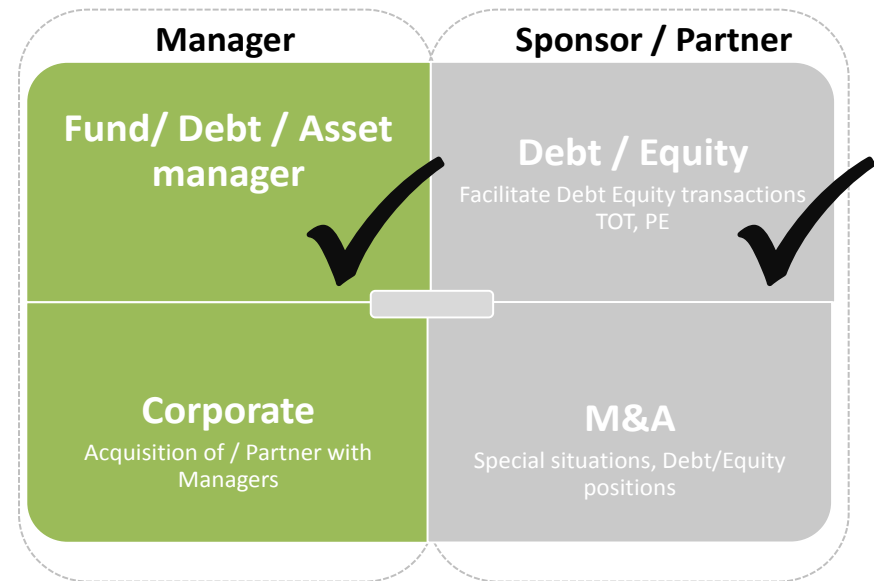 Manager
Sponsor / Partner
Fund/ Debt / Asset
manager
Debt / Equity
Facilitate Debt Equity transactions
TOT, PE
Corporate
Acquisition of / Partner with
Managers
M&A
Special situations, Debt/Equity
positions